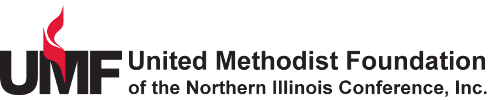 UMF
United Methodist Foundation
of the Northern Illinois Conference, Inc.